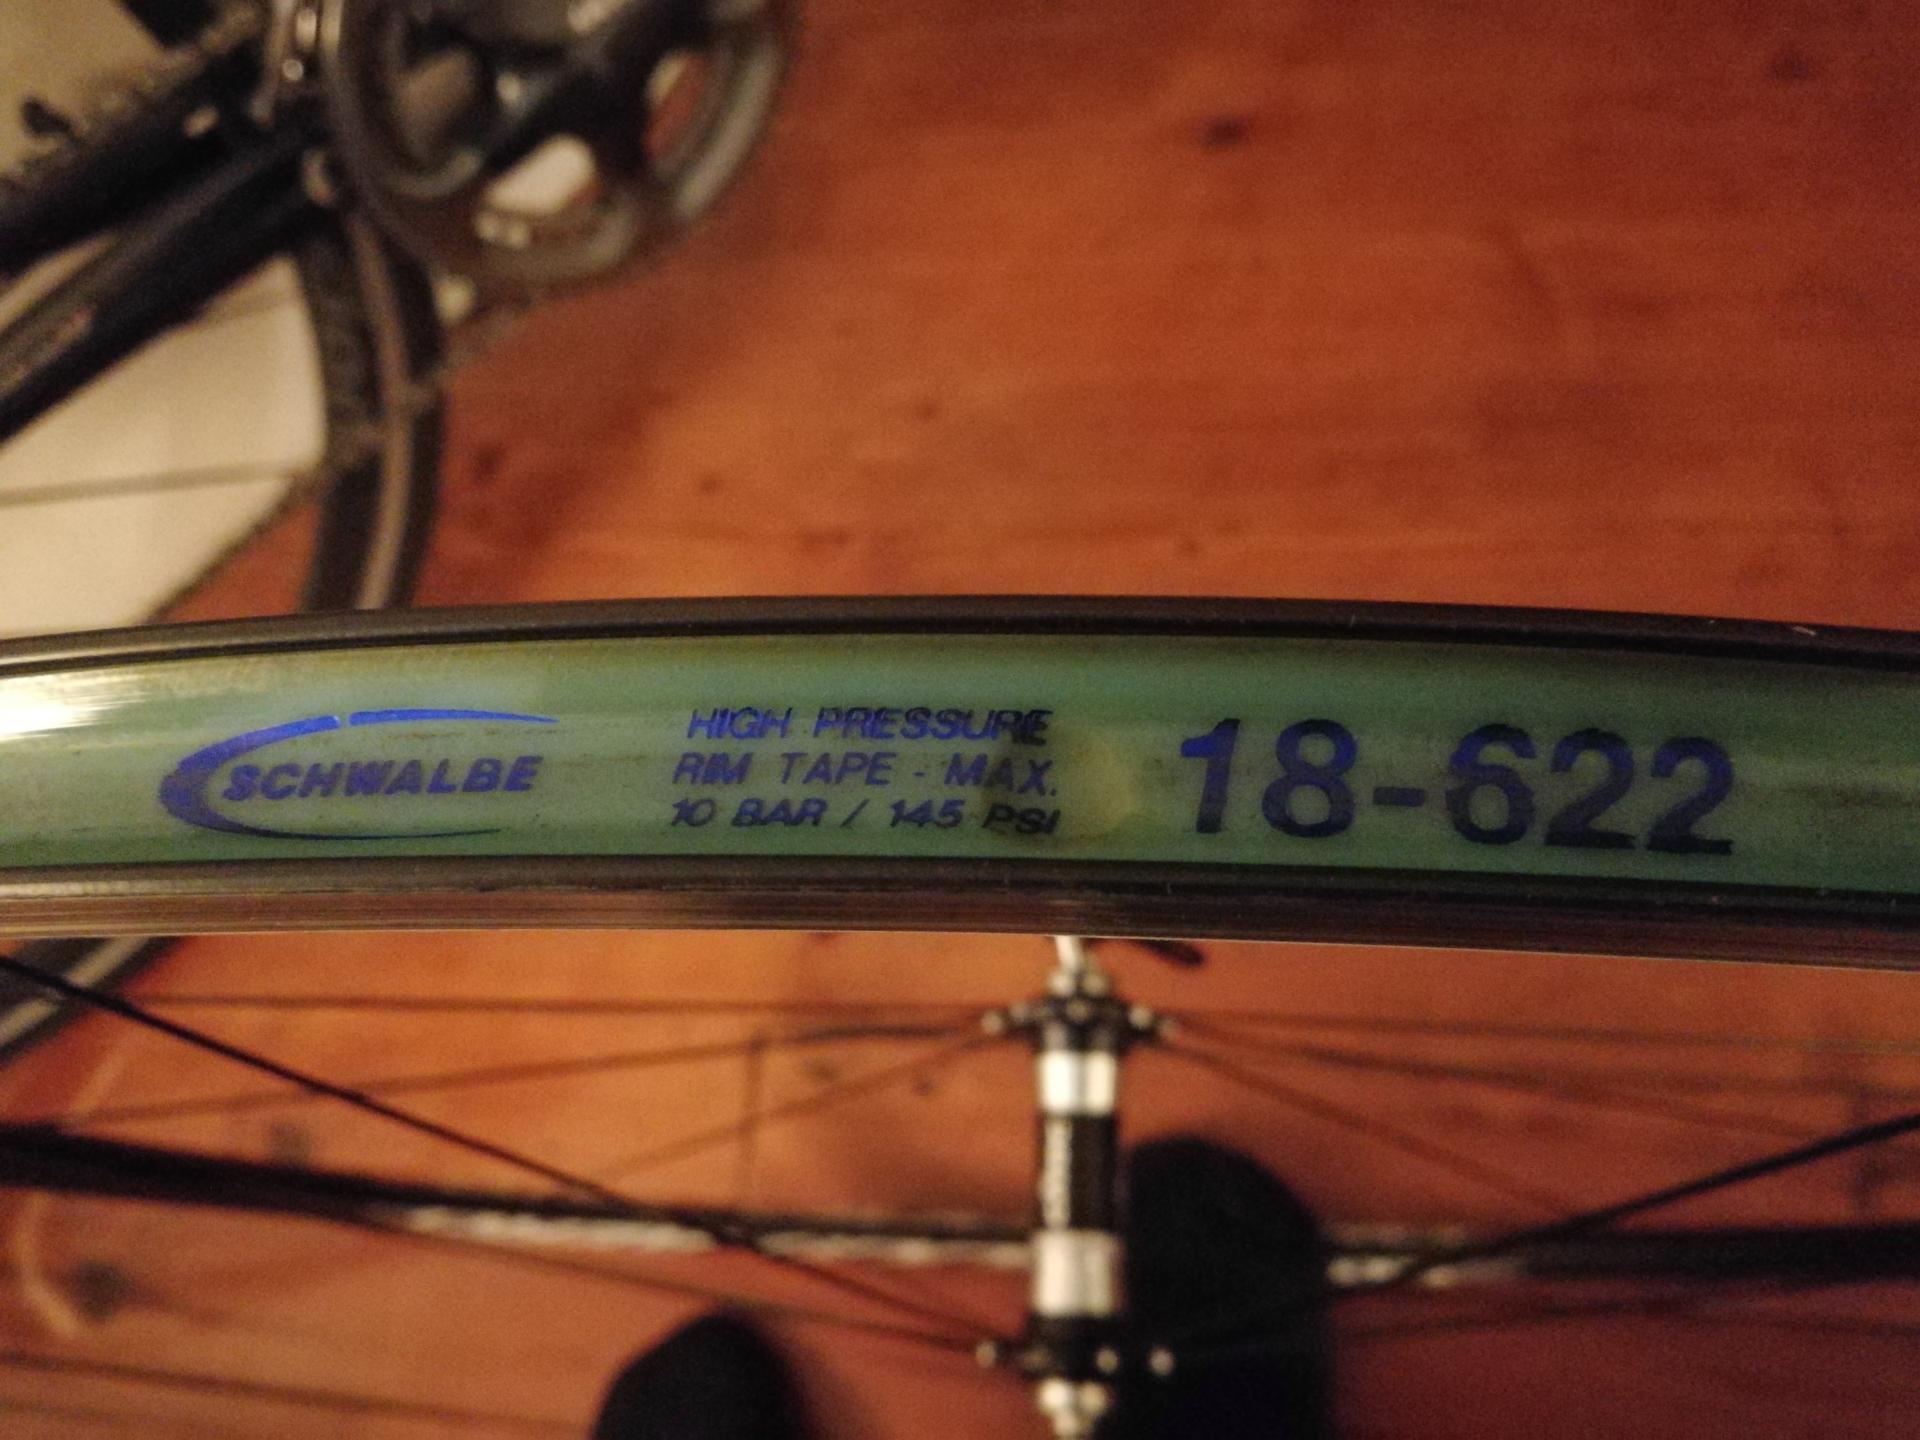 SCHWALBE
HIGH PRESSURE
RIM TAPE - MAX.
10 BAR / 145 PSI
18-622